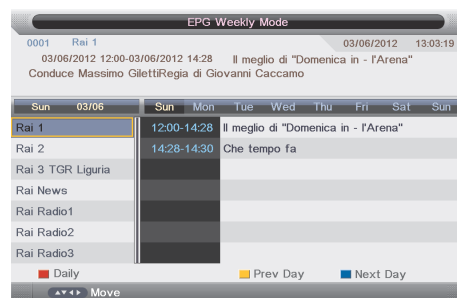 EPG Weekly Mode
0001 Rai 1 03/06/2012 13:03:19
03/06/2012 12:00-03/06/2012 14:28 Il meglio di "Domenica in - l'Arena"
Conduce Massimo GilettiRegia di Giovanni Caccamo
Sun 03/06 Sun Mon Tue Wed Thu Fri Sat Sun
Rai 1 12:00-14:28 Il meglio di "Domenica in - l'Arena"
Rai 2 14:28-14:30 Che tempo fa
Rai 3 TGR Liguria
Rai News
Rai Radio1
Rai Radio2
Rai Radio3
Daily Prev Day Next Day
Move